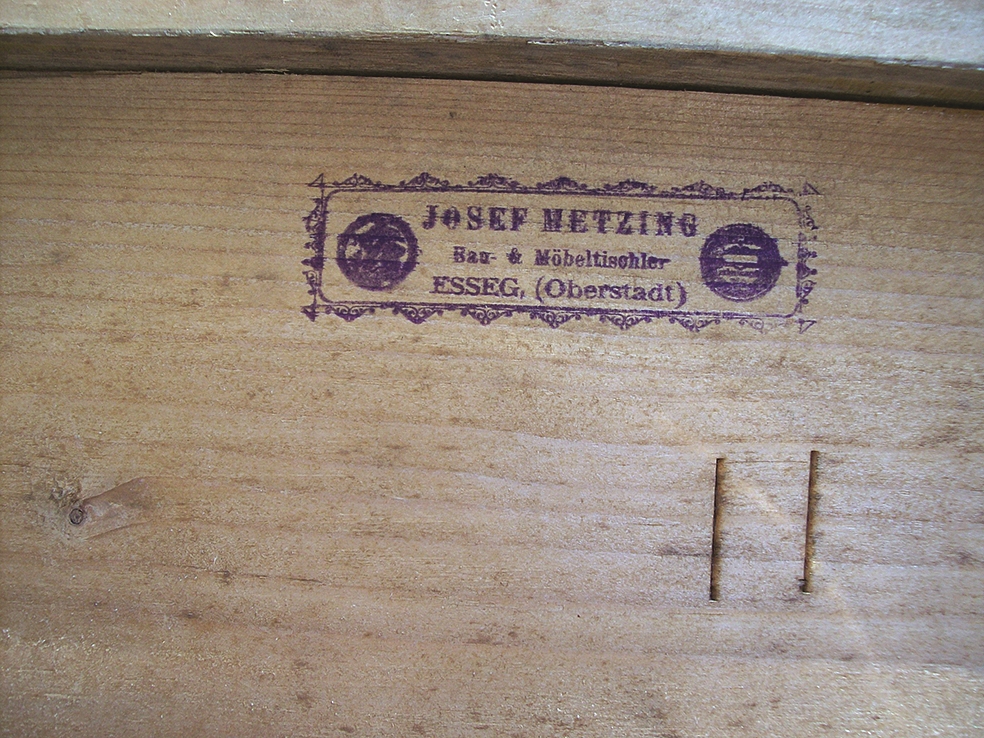 JOSEF METZING
Bau- & Möbeltischler
ESSEG, (Oberstadt)